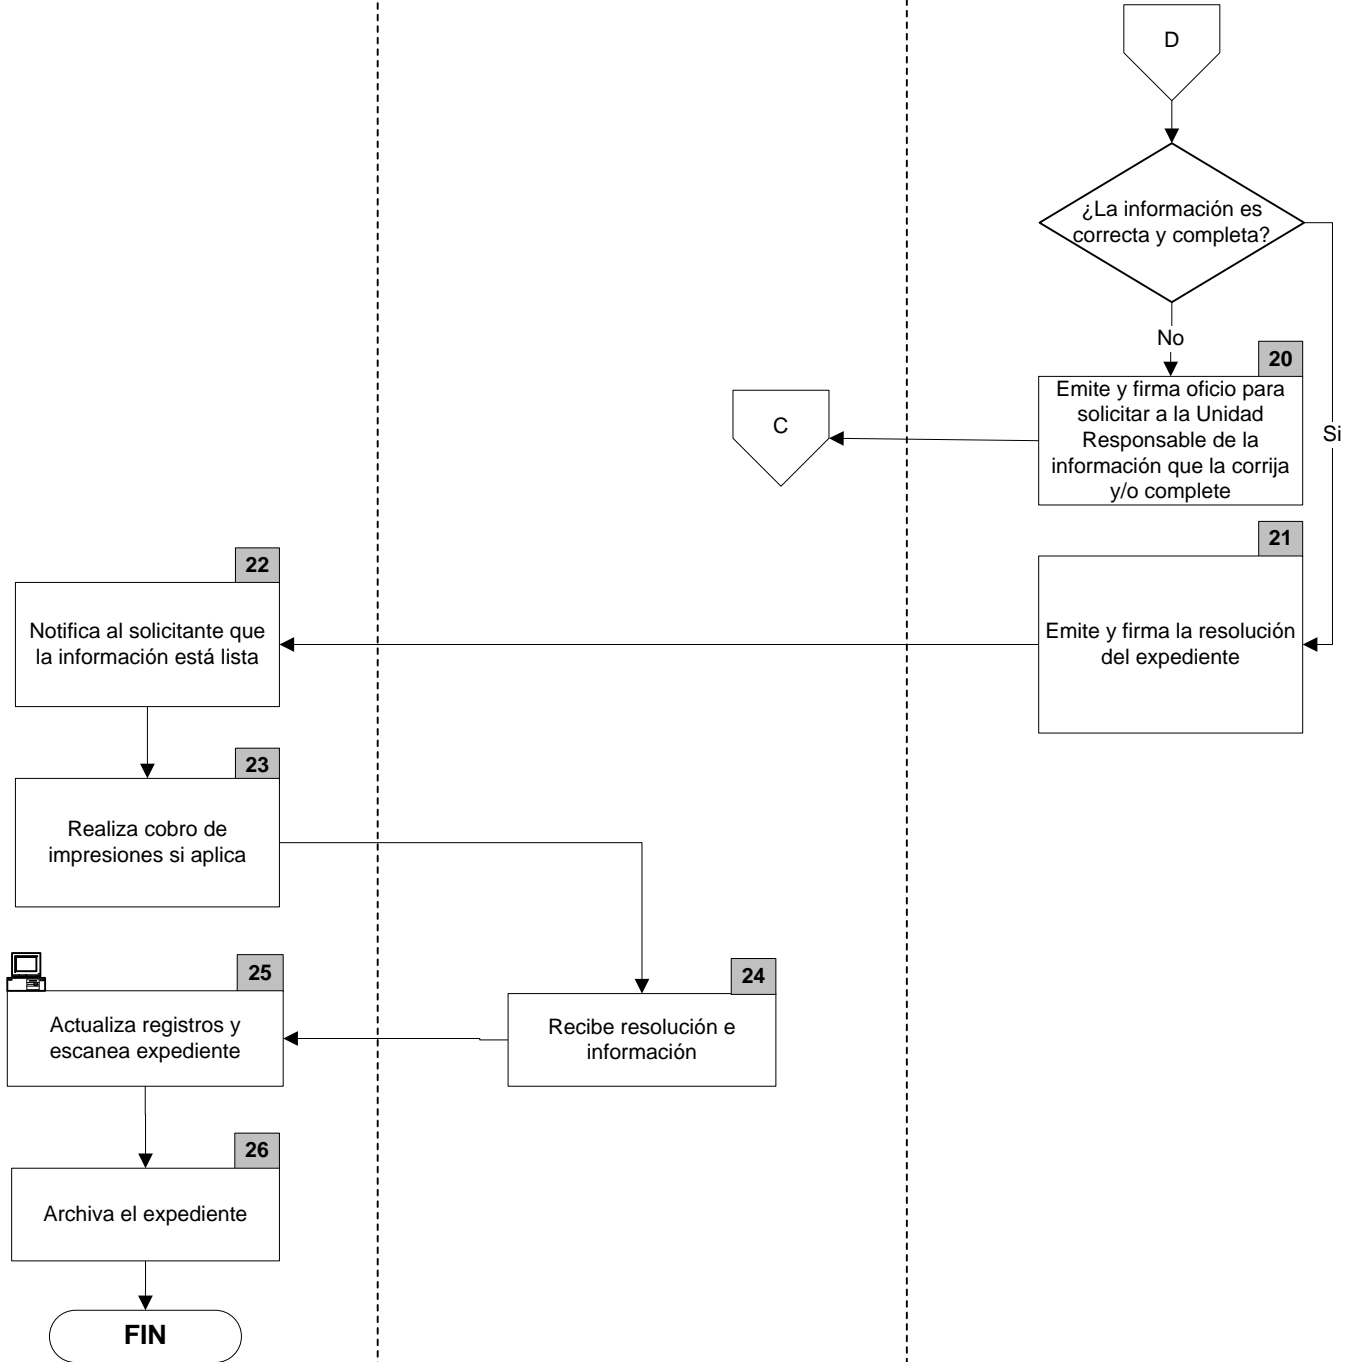 D
¿La información es
correcta y completa?
No
Si
20
Emite y firma oficio para
solicitar a la Unidad
Responsable de la
información que la corrija
y/o complete
C
21
Emite y firma la resolución
del expediente
22
Notifica al solicitante que
la información está lista
23
Realiza cobro de
impresiones si aplica
24
Recibe resolución e
información
25
Actualiza registros y
escanea expediente
26
Archiva el expediente
FIN